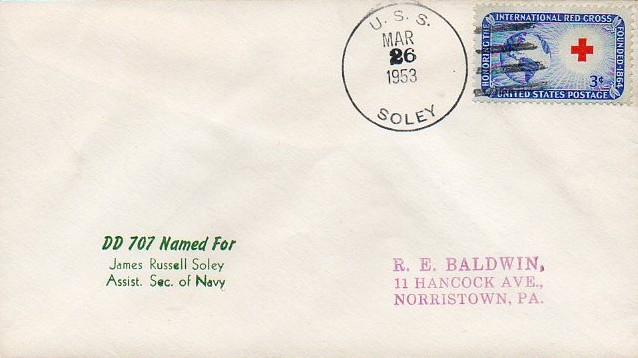 U. S. S.
MAR
26
1953
SOLEY
HONORING THE INTERNATIONAL RED CROSS FOUNDED 1864
3¢
UNITED STATES POSTAGE
DD 707 Named For
James Russell Soley
Assist. Sec. of Navy
R. E. BALDWIN,
11 HANCOCK AVE.,
NORRISTOWN, PA.